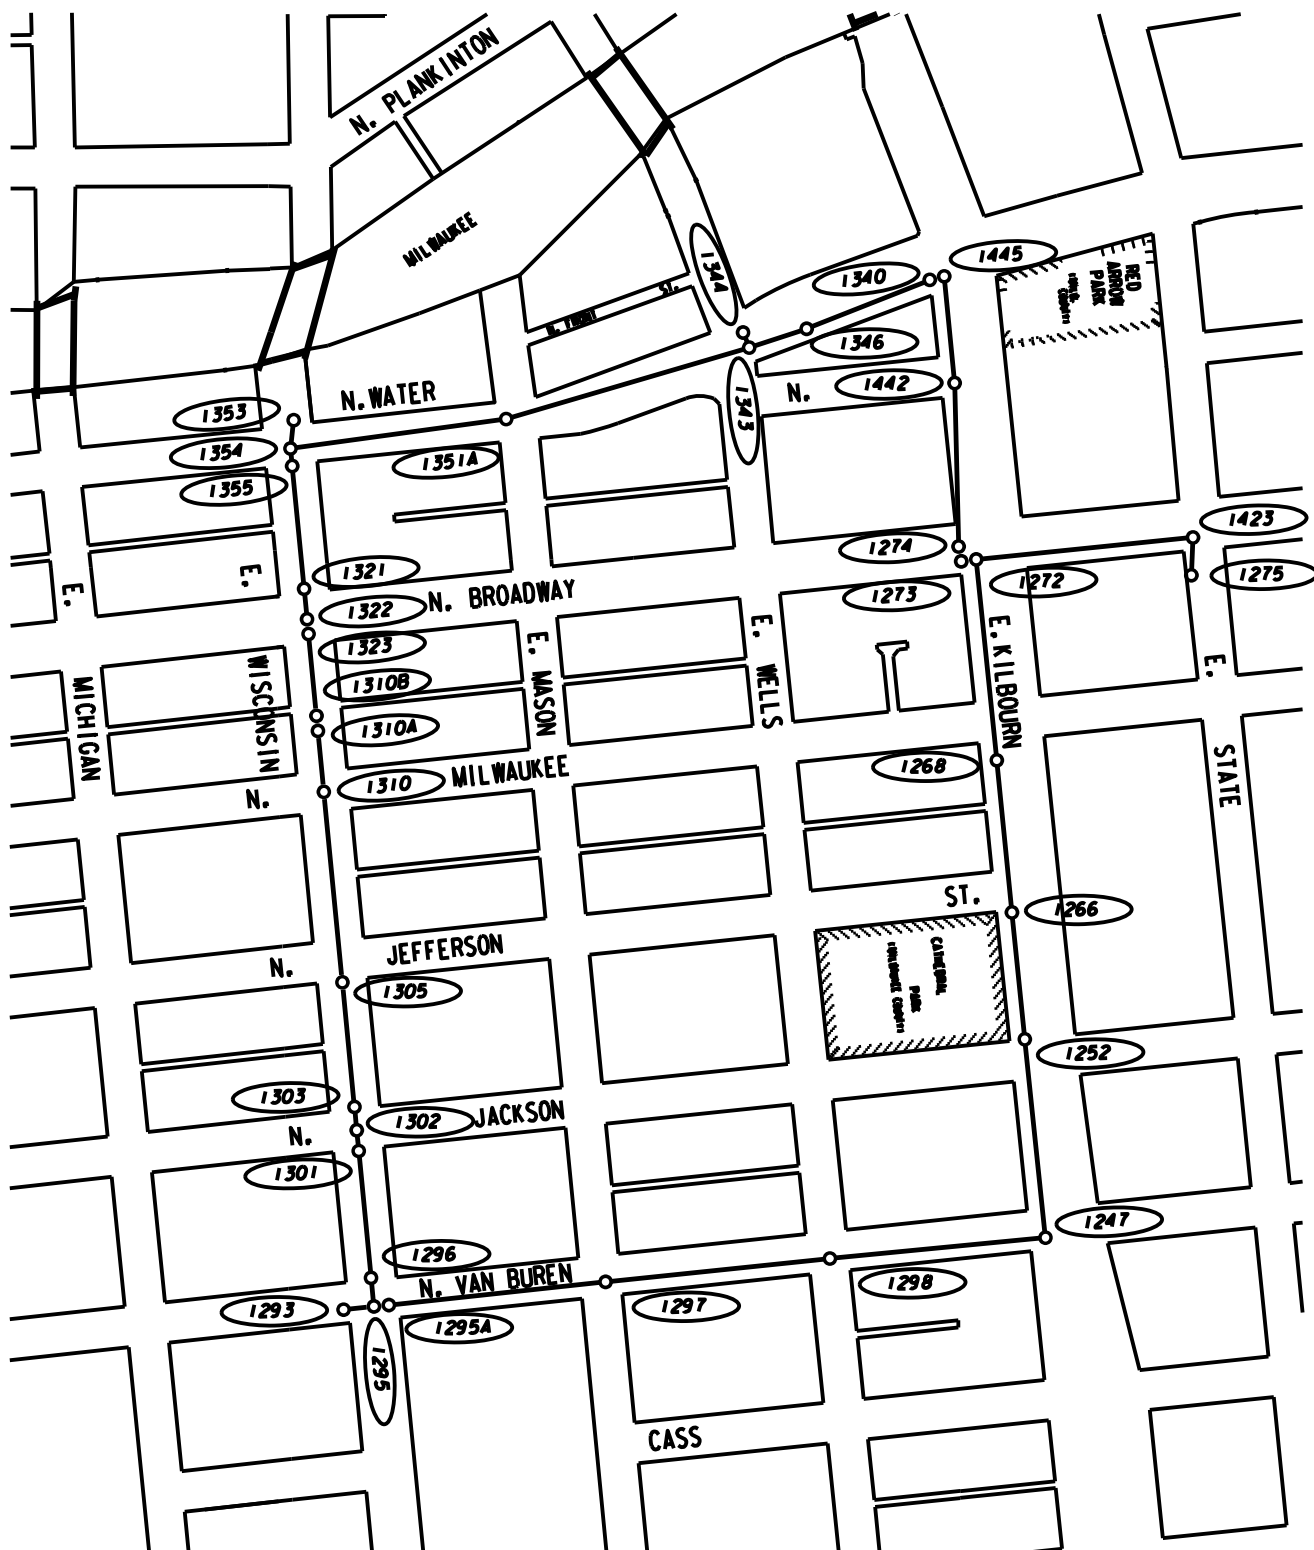 N. PLANKINTON
MILWAUKEE
1344
1340
1445
RED
ARROW
PARK
ST.
1346
1442
N.
N. WATER
1353
1343
1354
1351A
1355
1423
1274
1275
1272
1321
E.
E.
N. BROADWAY
1273
1322
1323
E. MASON
E. WELLS
E. KILBOURN
E.
STATE
MICHIGAN
WISCONSIN
1310B
1310A
1310
MILWAUKEE
1268
N.
ST.
1266
JEFFERSON
N.
CATHEDRAL
PARK
1305
1252
1303
1302
JACKSON
N.
1301
1247
1296
N. VAN BUREN
1298
1293
1297
1295A
1295
CASS